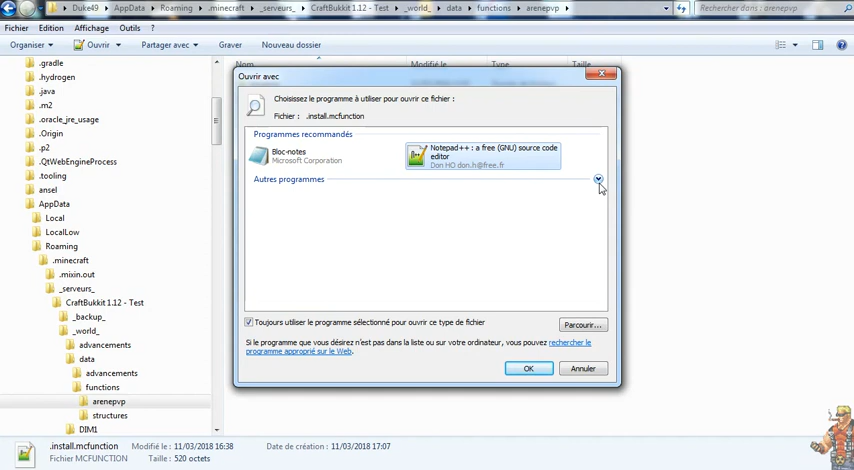 Duke49 ▸ AppData ▸ Roaming ▸ .minecraft ▸ _serveurs_ ▸ CraftBukkit 1.12 - Test ▸ _world_ ▸ data ▸ functions ▸ arenepvp ▸
Rechercher dans : arenepvp
Fichier Edition Affichage Outils ?
Organiser Ouvrir Partager avec Graver Nouveau dossier
Nom Modifié le Type Taille
.gradle
.hydrogen
.java
.m2
.oracle_jre_usage
.Origin
.p2
.QtWebEngineProcess
.tooling
ansel
AppData
Local
LocalLow
Roaming
.minecraft
.mixin.out
_serveurs_
CraftBukkit 1.12 - Test
_backup_
_world_
advancements
data
advancements
functions
arenepvp
structures
DIM1
Ouvrir avec
Choisissez le programme à utiliser pour ouvrir ce fichier :
Fichier : .install.mcfunction
Programmes recommandés
Bloc-notes
Microsoft Corporation
Notepad++ : a free (GNU) source code
editor
Don HO don.h@free.fr
Autres programmes
Toujours utiliser le programme sélectionné pour ouvrir ce type de fichier
Parcourir...
Si le programme que vous désirez n'est pas dans la liste ou sur votre ordinateur, vous pouvez rechercher le
programme approprié sur le Web.
OK Annuler
.install.mcfunction Modifié le : 11/03/2018 16:38 Date de création : 11/03/2018 17:07
Fichier MCFUNCTION Taille : 520 octets